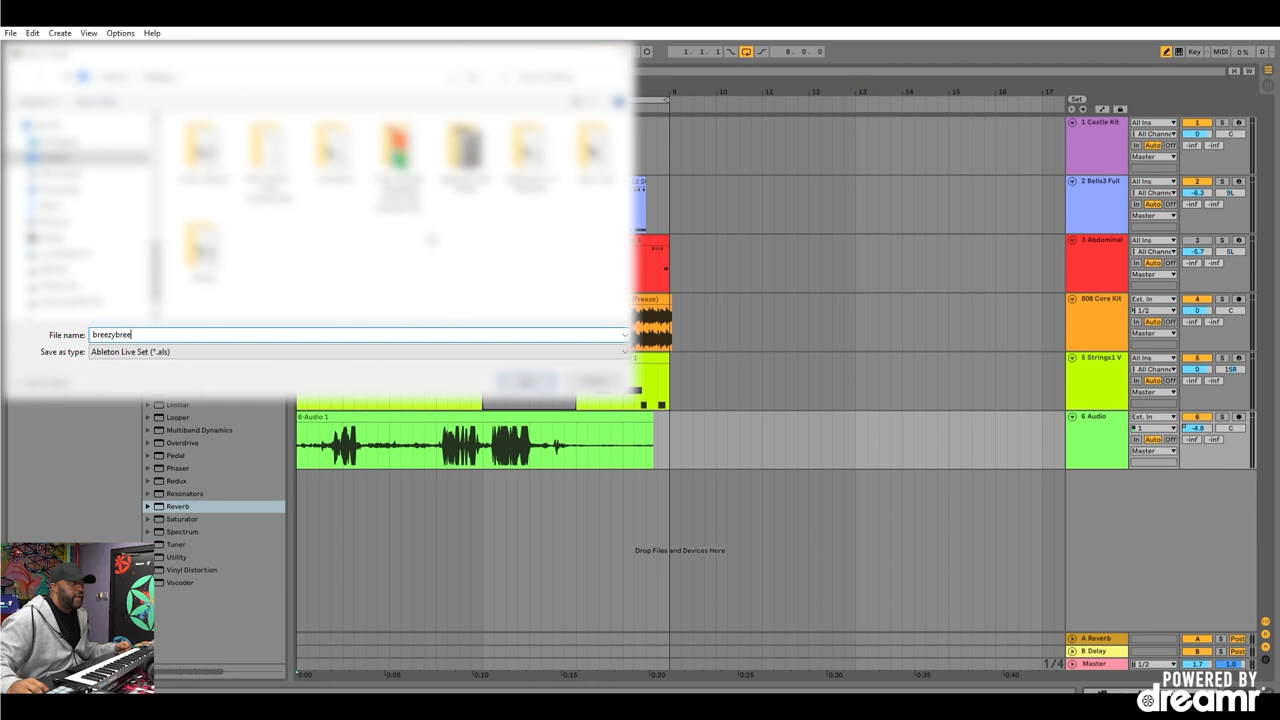 File Edit Create View Options Help
1. 1. 1 8. 0. 0 Key MIDI 0 % D
H W
9 10 11 12 13 14 15 16 17
Set
1 Castle Kit All Ins 1 S
All Channe 0 C
In Auto Off -inf -inf
Master
2 Bells3 Full All Ins 2 S
All Channe -6.3 9L
In Auto Off -inf -inf
Master
3 Abdominal All Ins 3 S
All Channe -5.7 5L
In Auto Off -inf -inf
Master
Freeze) 808 Core Kit Ext. In 4 S
1/2 0 C
In Auto Off -inf -inf
Master
File name: breezybree
Save as type: Ableton Live Set (*.als)
5 Strings1 V All Ins 5 S
All Channe 0 15R
In Auto Off -inf -inf
Master
6-Audio 1 6 Audio Ext. In 6 S
1 -4.8 C
In Auto Off -inf -inf
Master
Limiter
Looper
Multiband Dynamics
Overdrive
Pedal
Phaser
Redux
Resonators
Reverb
Saturator
Spectrum
Tuner
Utility
Vinyl Distortion
Vocoder
Drop Files and Devices Here
A Reverb A S Post
B Delay B S Post
1/4 Master 1/2 1.7 1.0
0:00 0:05 0:10 0:15 0:20 0:25 0:30 0:35 0:40
POWERED BY
dreamr